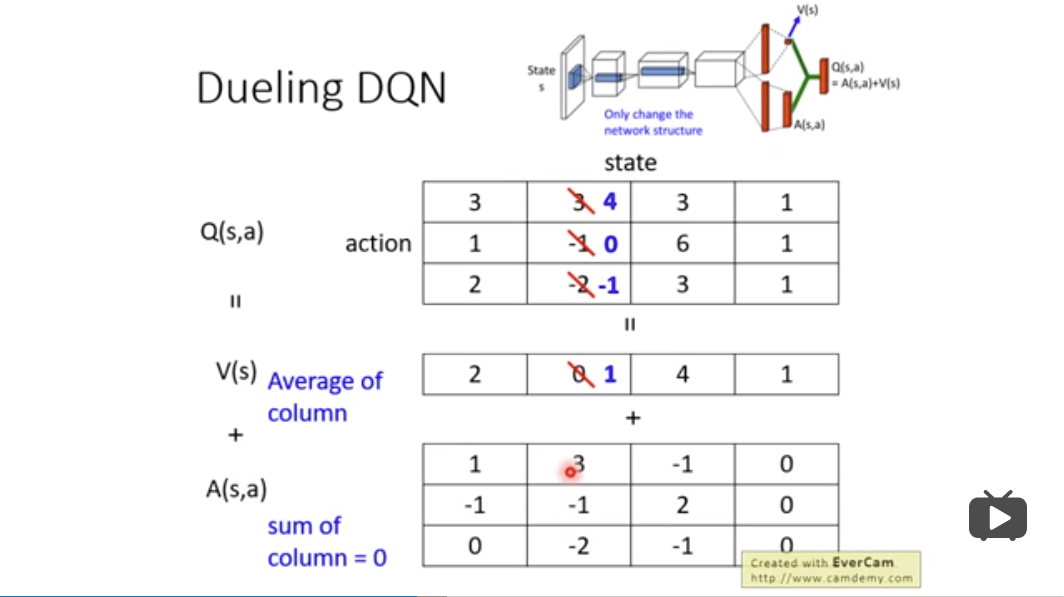 Dueling DQN
State
s
Only change the
network structure
V(s)
Q(s,a)
= A(s,a)+V(s)
A(s,a)
state
Q(s,a)
action
3 3 4 3 1
1 -1 0 6 1
2 -2 -1 3 1
=
=
V(s)
Average of
column
2 0 1 4 1
+
+
A(s,a)
sum of
column = 0
1 3 -1 0
-1 -1 2 0
0 -2 -1 0
Created with EverCam.
http://www.camdemy.com